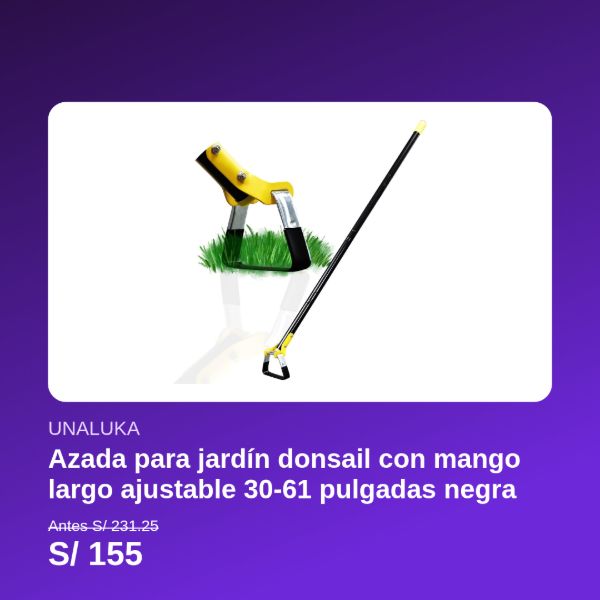 UNALUKA
Azada para jardín donsail con mango
largo ajustable 30-61 pulgadas negra
Antes S/ 231.25
S/ 155